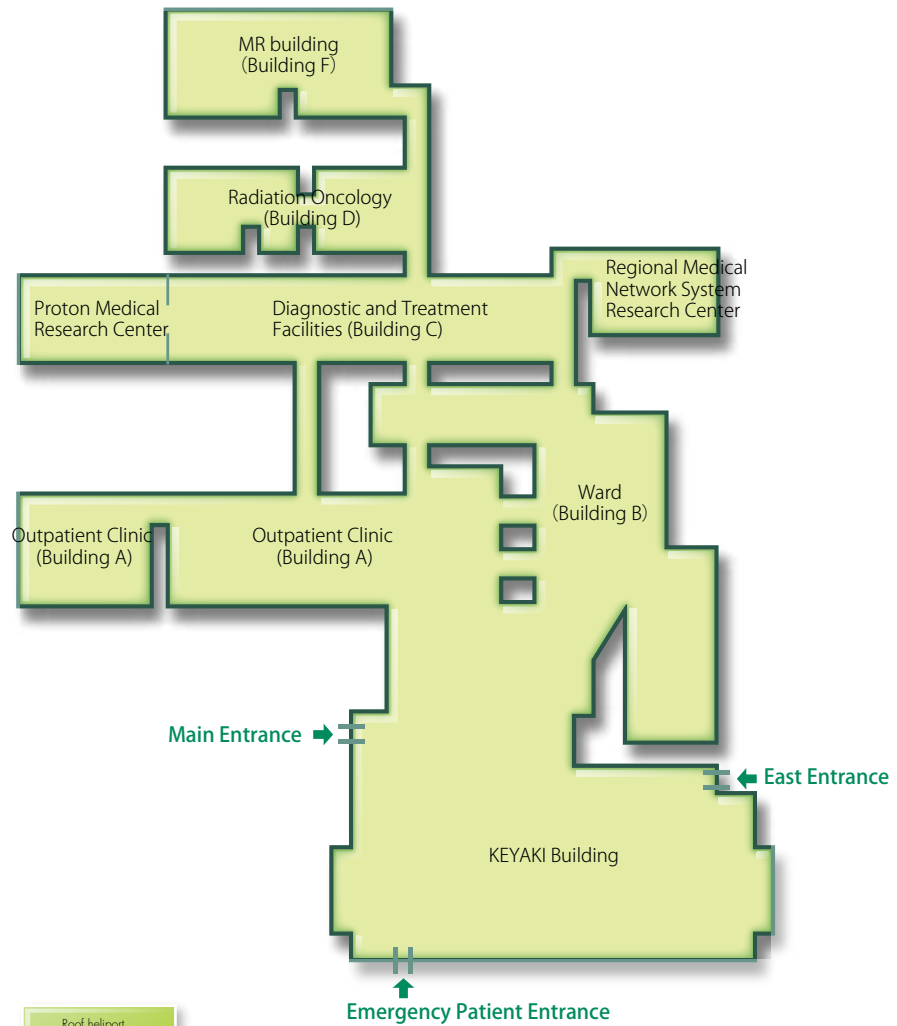 MR building
（Building F）
Radiation Oncology
(Building D)
Regional Medical
Network System
Research Center
Proton Medical
Research Center
Diagnostic and Treatment
Facilities (Building C)
Ward
（Building B）
Outpatient Clinic
(Building A)
Outpatient Clinic
(Building A)
Main Entrance
East Entrance
KEYAKI Building
Emergency Patient Entrance
Roof heliport